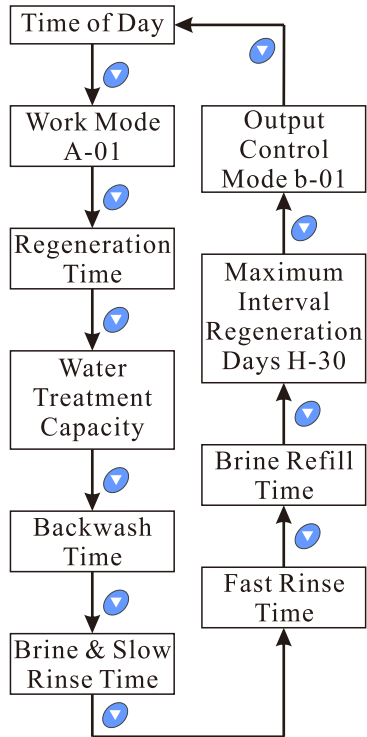 Time of Day
Work Mode
A-01
Regeneration
Time
Water
Treatment
Capacity
Backwash
Time
Brine & Slow
Rinse Time
Fast Rinse
Time
Brine Refill
Time
Maximum
Interval
Regeneration
Days H-30
Output
Control
Mode b-01